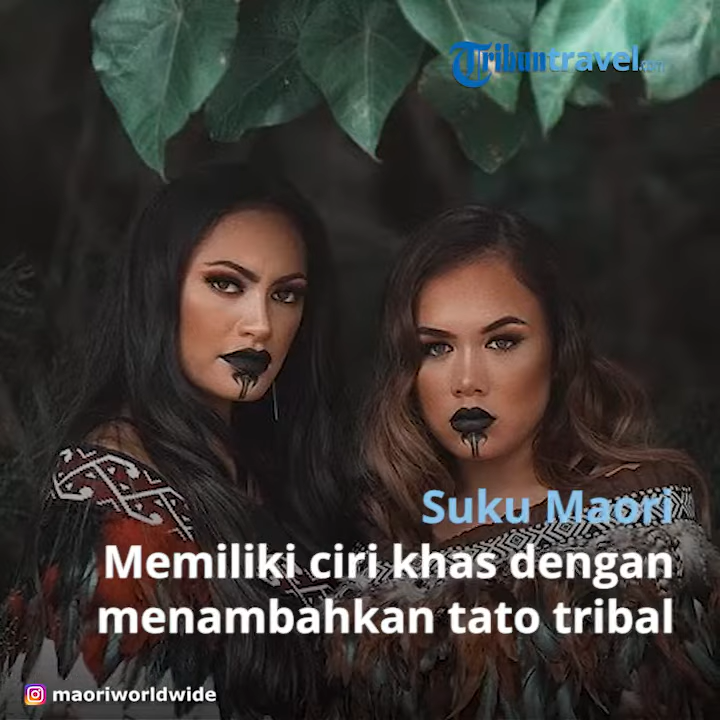 Tribuntravel.com
Suku Maori
Memiliki ciri khas dengan
menambahkan tato tribal
maoriworldwide